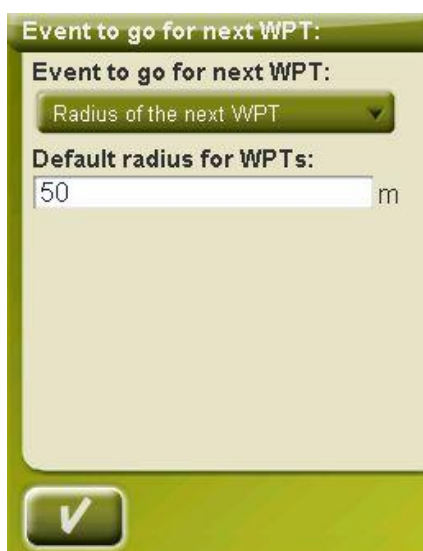 Event to go for next WPT:
Event to go for next WPT:
Radius of the next WPT
Default radius for WPTs:
50 m